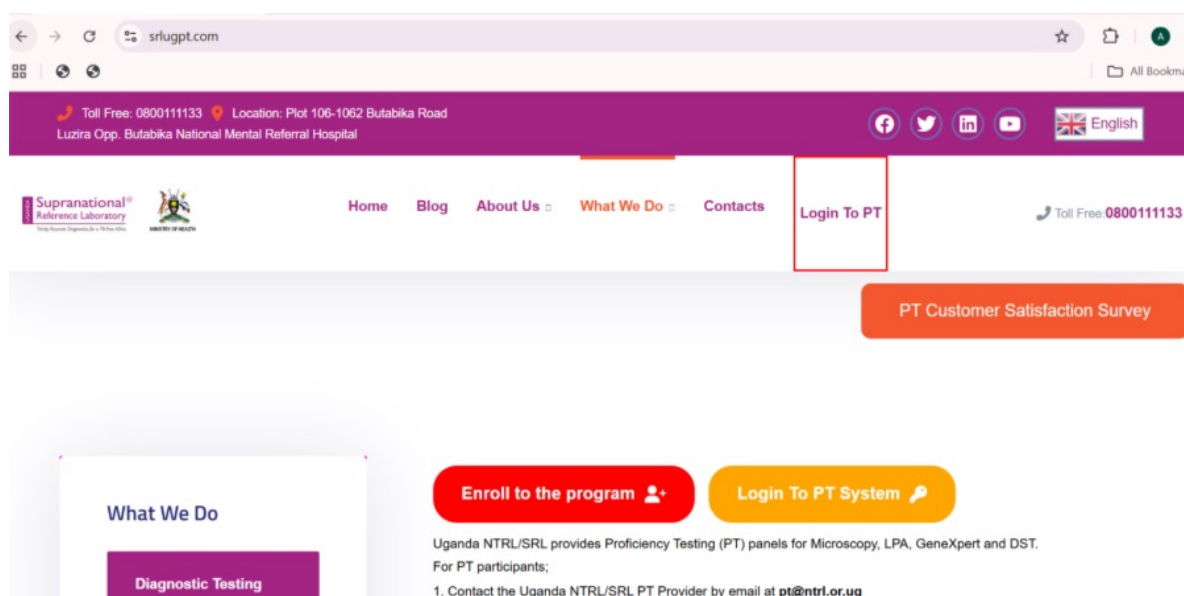 srlugpt.com
All Bookma
Toll Free: 0800111133 Location: Plot 106-1062 Butabika Road
Luzira Opp. Butabika National Mental Referral Hospital
English
UGANDA
Supranational®
Reference Laboratory
MINISTRY OF HEALTH
Home Blog About Us What We Do Contacts Login To PT
Toll Free:0800111133
PT Customer Satisfaction Survey
Enroll to the program Login To PT System
What We Do
Diagnostic Testing
Uganda NTRL/SRL provides Proficiency Testing (PT) panels for Microscopy, LPA, GeneXpert and DST.
For PT participants;
1. Contact the Uganda NTRL/SRL PT Provider by email at pt@ntrl.or.ug